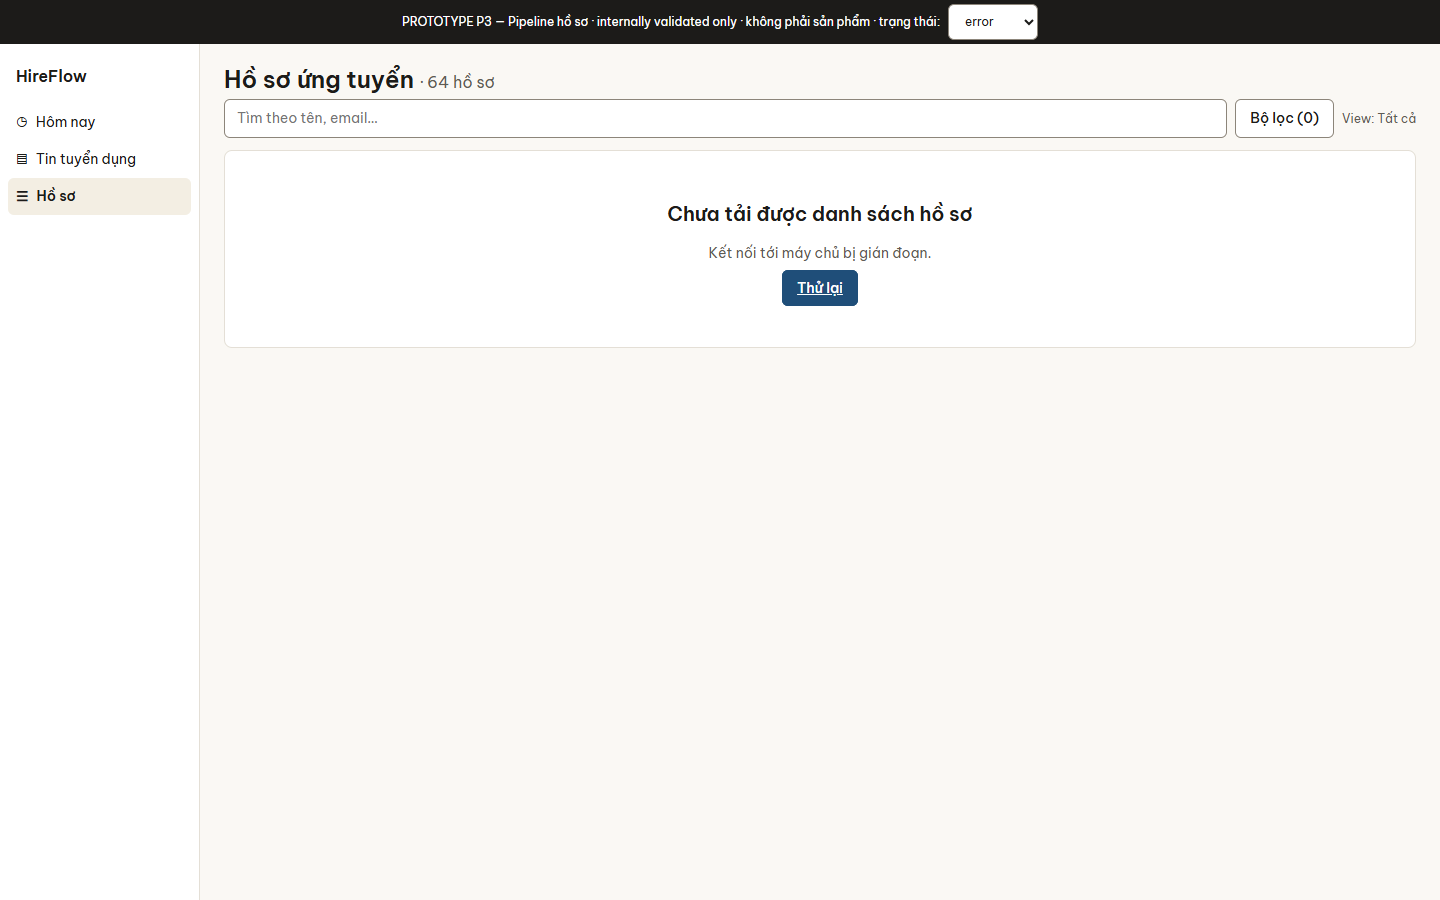 PROTOTYPE P3 — Pipeline hồ sơ · internally validated only · không phải sản phẩm · trạng thái: error
HireFlow
Hôm nay
Tin tuyển dụng
Hồ sơ
Hồ sơ ứng tuyển · 64 hồ sơ
Tìm theo tên, email...
Bộ lọc (0)
View: Tất cả
Chưa tải được danh sách hồ sơ
Kết nối tới máy chủ bị gián đoạn.
Thử lại